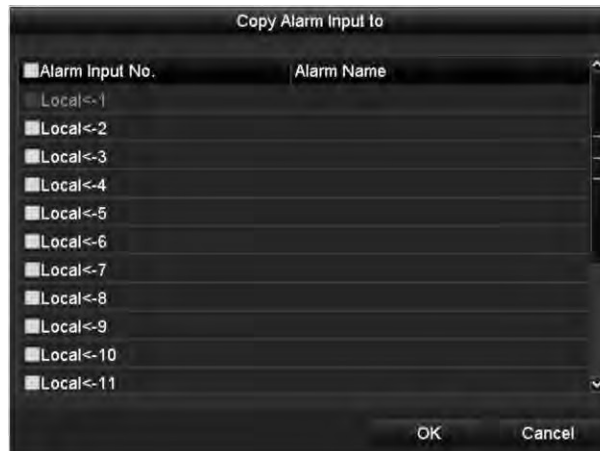 Copy Alarm Input to
Alarm Input No. Alarm Name
Local<-1
Local<-2
Local<-3
Local<-4
Local<-5
Local<-6
Local<-7
Local<-8
Local<-9
Local<-10
Local<-11
OK Cancel